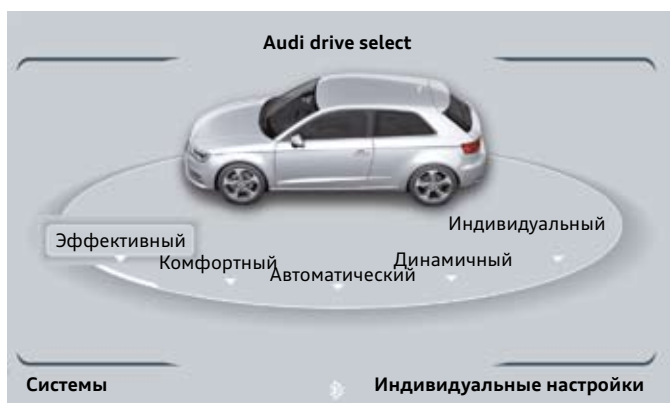 Audi drive select
Индивидуальный
Эффективный
Комфортный
Автоматический
Динамичный
Системы
Индивидуальные настройки